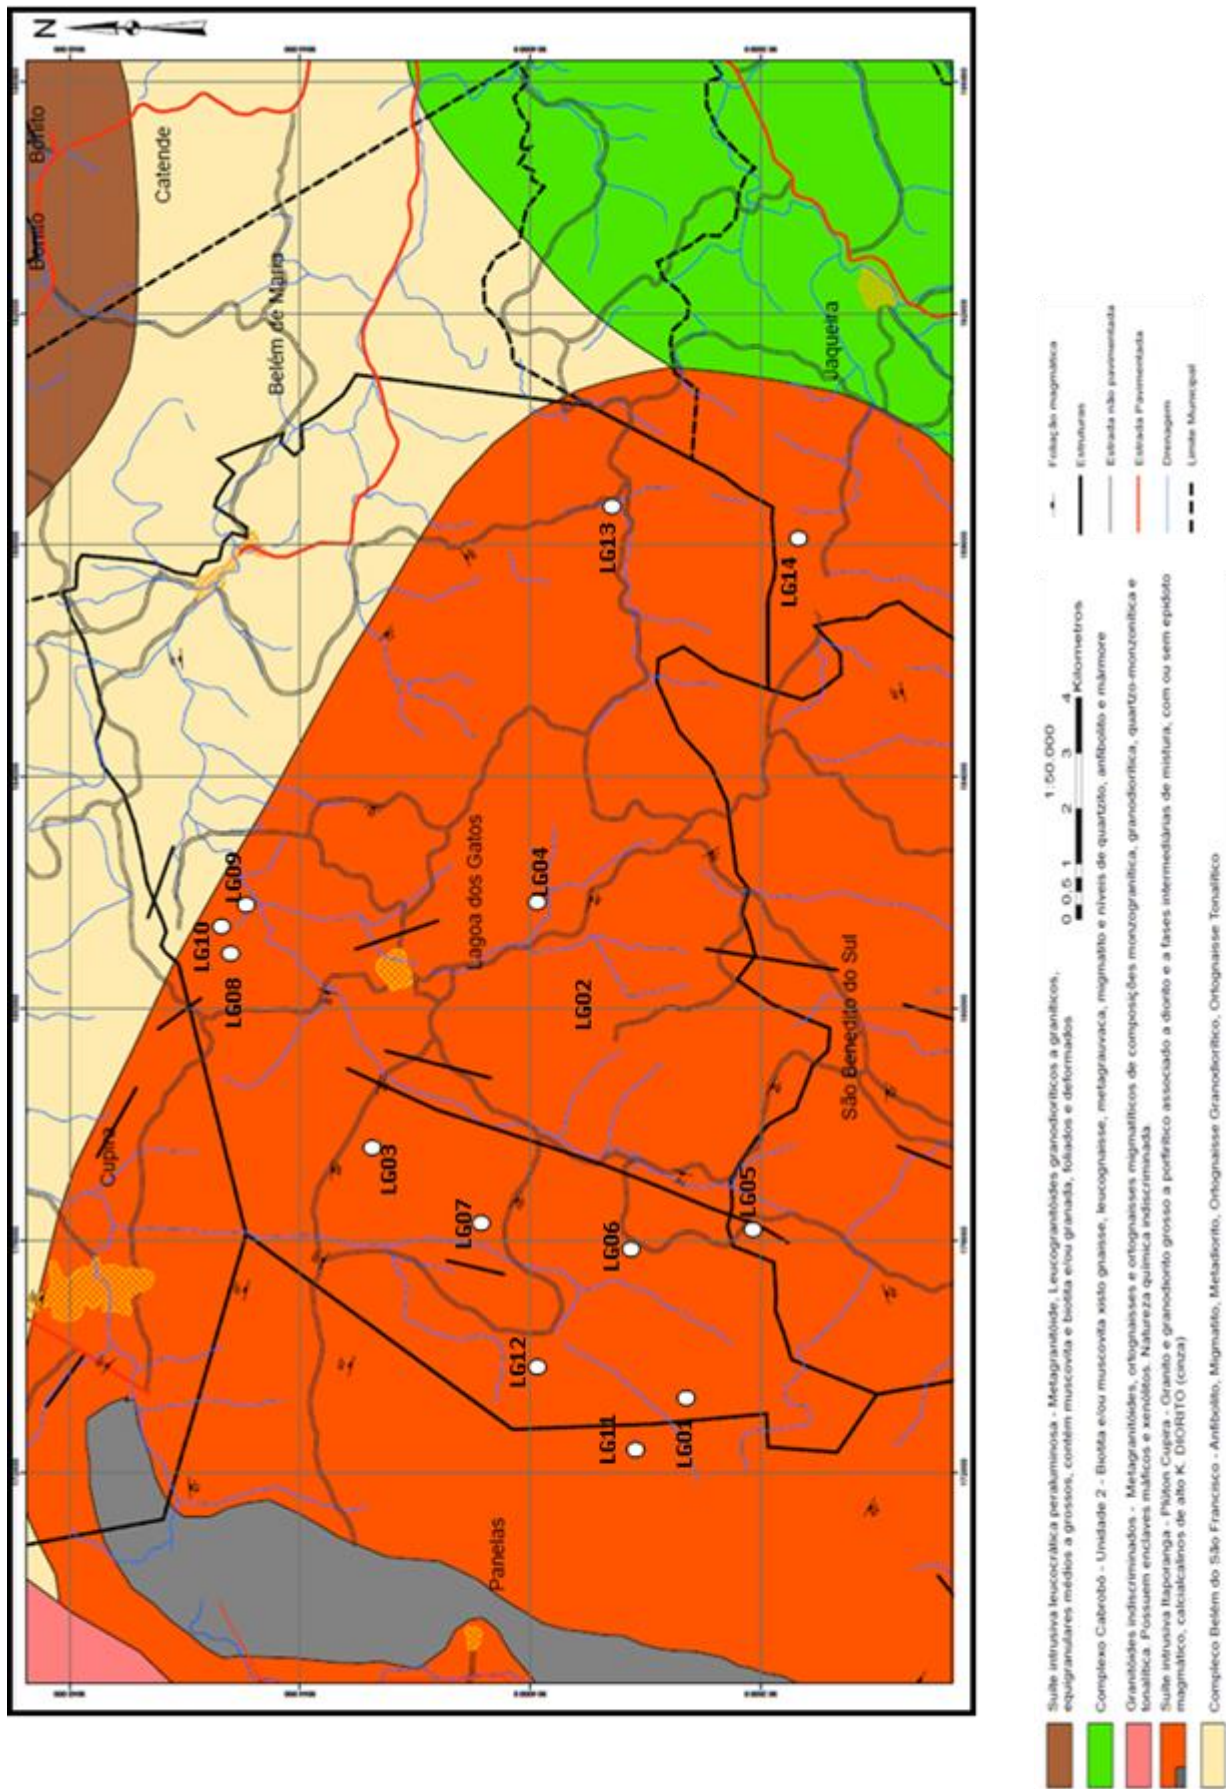 N
Bonito
Bonito
Catende
Belém de Maria
Jaqueira
Cupira
Lagoa dos Gatos
São Benedito do Sul
Panelas
LG10
LG09
LG08
LG13
LG14
LG04
LG02
LG03
LG07
LG06
LG05
LG12
LG11
LG01
Suíte intrusiva leucocrática peraluminosa - Metagranitóide, Leucogranitóides granodioríticos a graníticos,
equigranulares médios a grossos, contém muscovita e biotita e/ou granada, foliados e deformados
Complexo Cabrobó - Unidade 2 - Biotita e/ou muscovita xisto gnaisse, leucognaisse, metagrauvaca, migmatito e níveis de quartzito, anfibolito e mármore
Granitóides indiscriminados - Metagranitóides, ortognaisses e ortognaisses migmatíticos de composições monzogranítica, granodiorítica, quartzo-monzonítica e
tonalítica. Possuem enclaves máficos e xenólitos. Natureza química indiscriminada.
Suíte intrusiva Itaporanga - Plúton Cupira - Granito e granodiorito grosso a porfirítico associado a diorito e a fases intermediárias de mistura, com ou sem epidoto
magmático, calcialcalinos de alto K. DIORITO (cinza)
Complexo Belém do São Francisco - Anfibolito, Migmatito, Metadiorito, Ortognaisse Granodiorítico, Ortognaisse Tonalítico
1:50.000
0 0,5 1 2 3 4
Kilometros
Foliação magmática
Estruturas
Estrada não pavimentada
Estrada Pavimentada
Drenagem
Limite Municipal